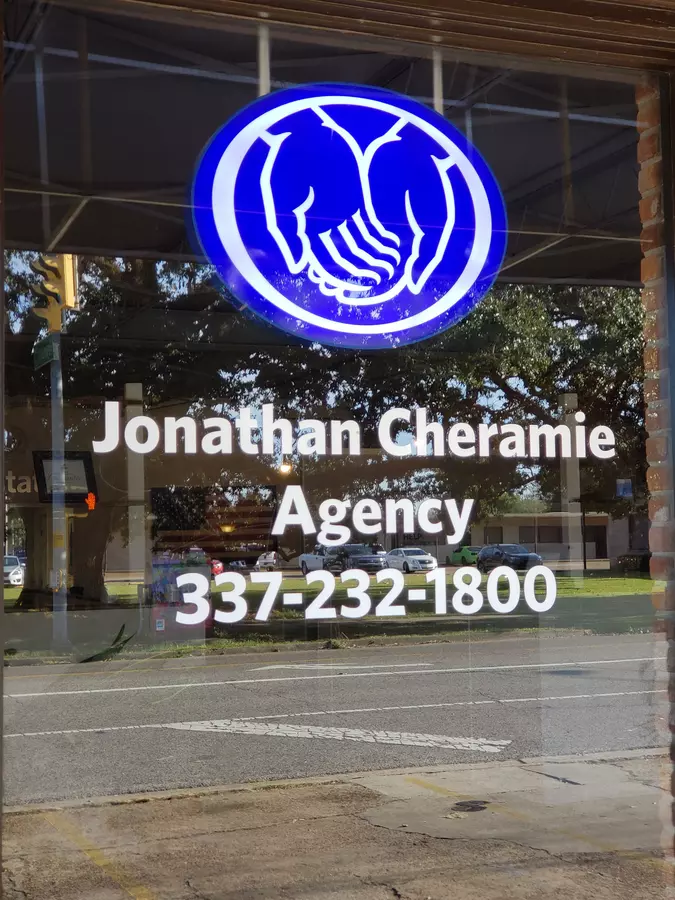 Jonathan Cheramie
Agency
337-232-1800